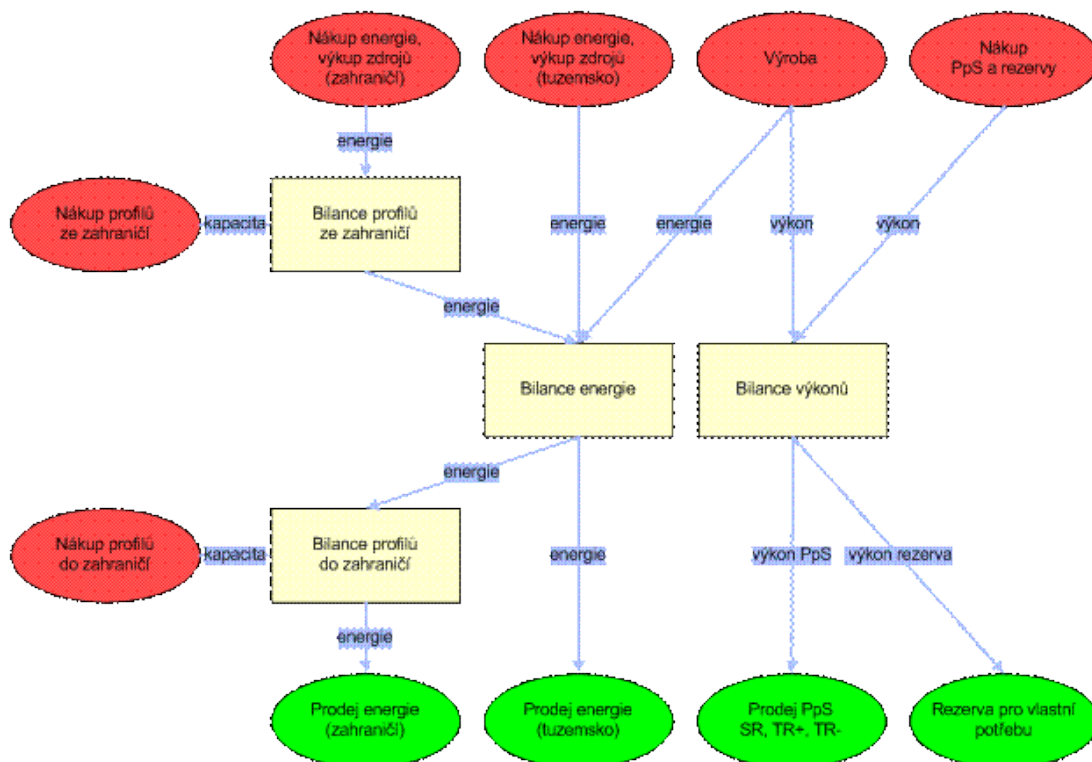 Nákup energie,
výkup zdrojů
(zahraničí)
Nákup energie,
výkup zdrojů
(tuzemsko)
Výroba
Nákup
PpS a rezervy
energie
Nákup profilů
ze zahraničí
kapacita
Bilance profilů
ze zahraničí
energie
energie
výkon
výkon
energie
Bilance energie
Bilance výkonů
energie
Nákup profilů
do zahraničí
kapacita
Bilance profilů
do zahraničí
energie
výkon PpS
výkon rezerva
energie
Prodej energie
(zahraničí)
Prodej energie
(tuzemsko)
Prodej PpS
SR, TR+, TR-
Rezerva pro vlastní
potřebu